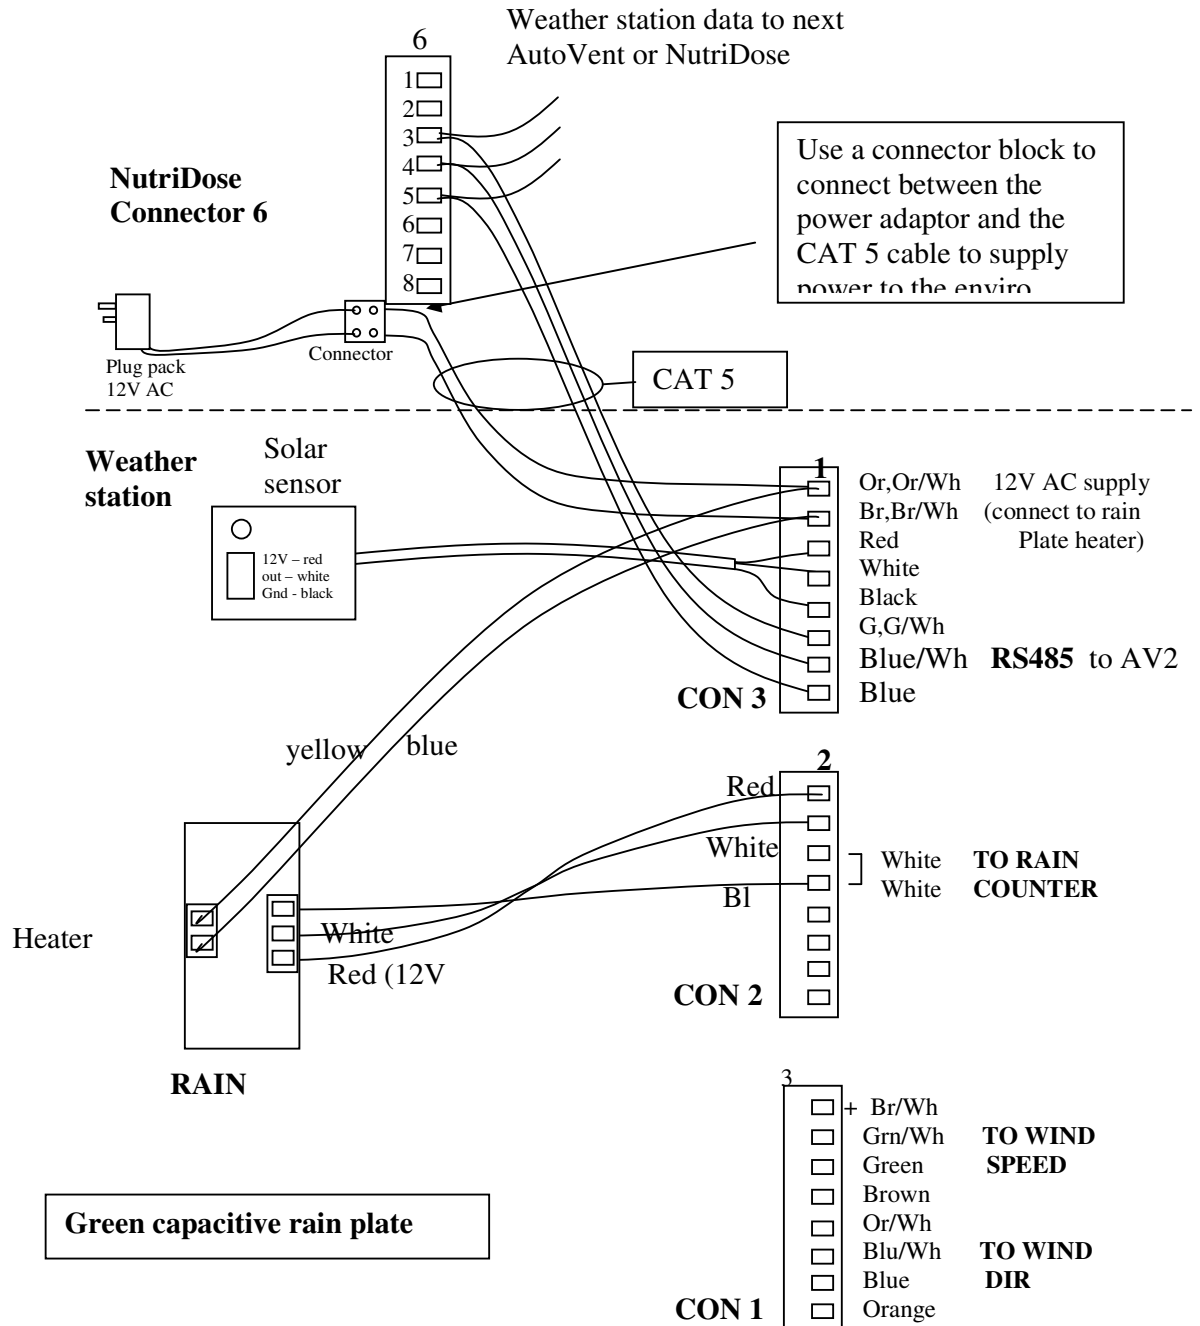 Weather station data to next
AutoVent or NutriDose
6
1
2
3
4
5
6
7
8
NutriDose
Connector 6
Use a connector block to
connect between the
power adaptor and the
CAT 5 cable to supply
power to the enviro
Plug pack
12V AC
Connector
CAT 5
Weather
station
Solar
sensor
12V – red
out – white
Gnd - black
1
Or,Or/Wh 12V AC supply
Br,Br/Wh (connect to rain
Red Plate heater)
White
Black
G,G/Wh
Blue/Wh RS485 to AV2
Blue
CON 3
yellow blue
2
Red
White
Bl
White TO RAIN
White COUNTER
CON 2
Heater
White
Red (12V
RAIN
3
+ Br/Wh
Grn/Wh TO WIND
Green SPEED
Brown
Or/Wh
Blu/Wh TO WIND
Blue DIR
Orange
CON 1
Green capacitive rain plate